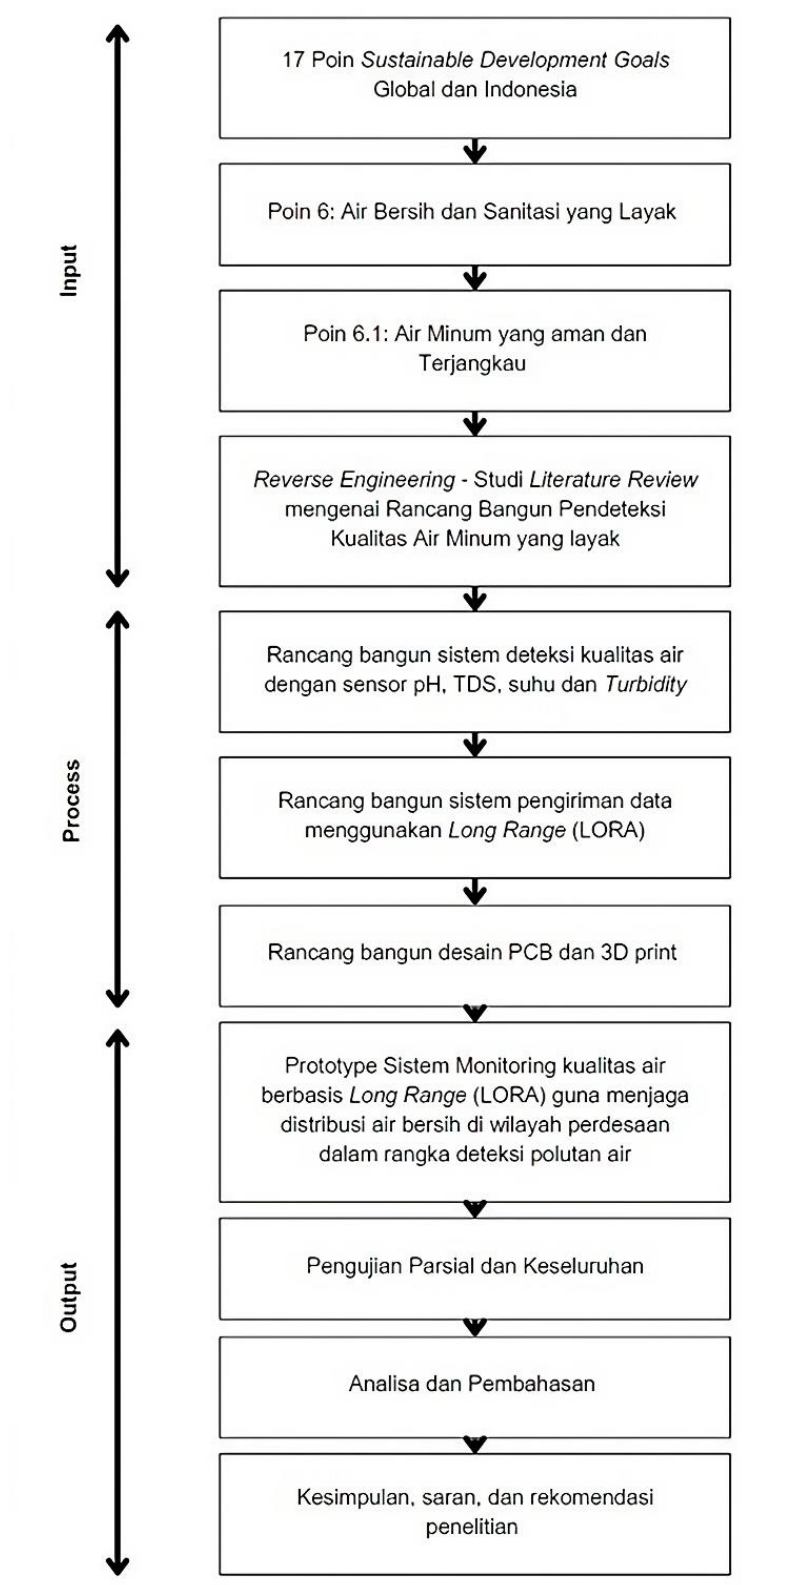 17 Poin Sustainable Development Goals
Global dan Indonesia
Poin 6: Air Bersih dan Sanitasi yang Layak
Poin 6.1: Air Minum yang aman dan
Terjangkau
Reverse Engineering - Studi Literature Review
mengenai Rancang Bangun Pendeteksi
Kualitas Air Minum yang layak
Input
Rancang bangun sistem deteksi kualitas air
dengan sensor pH, TDS, suhu dan Turbidity
Rancang bangun sistem pengiriman data
menggunakan Long Range (LORA)
Rancang bangun desain PCB dan 3D print
Process
Prototype Sistem Monitoring kualitas air
berbasis Long Range (LORA) guna menjaga
distribusi air bersih di wilayah perdesaan
dalam rangka deteksi polutan air
Pengujian Parsial dan Keseluruhan
Analisa dan Pembahasan
Kesimpulan, saran, dan rekomendasi
penelitian
Output